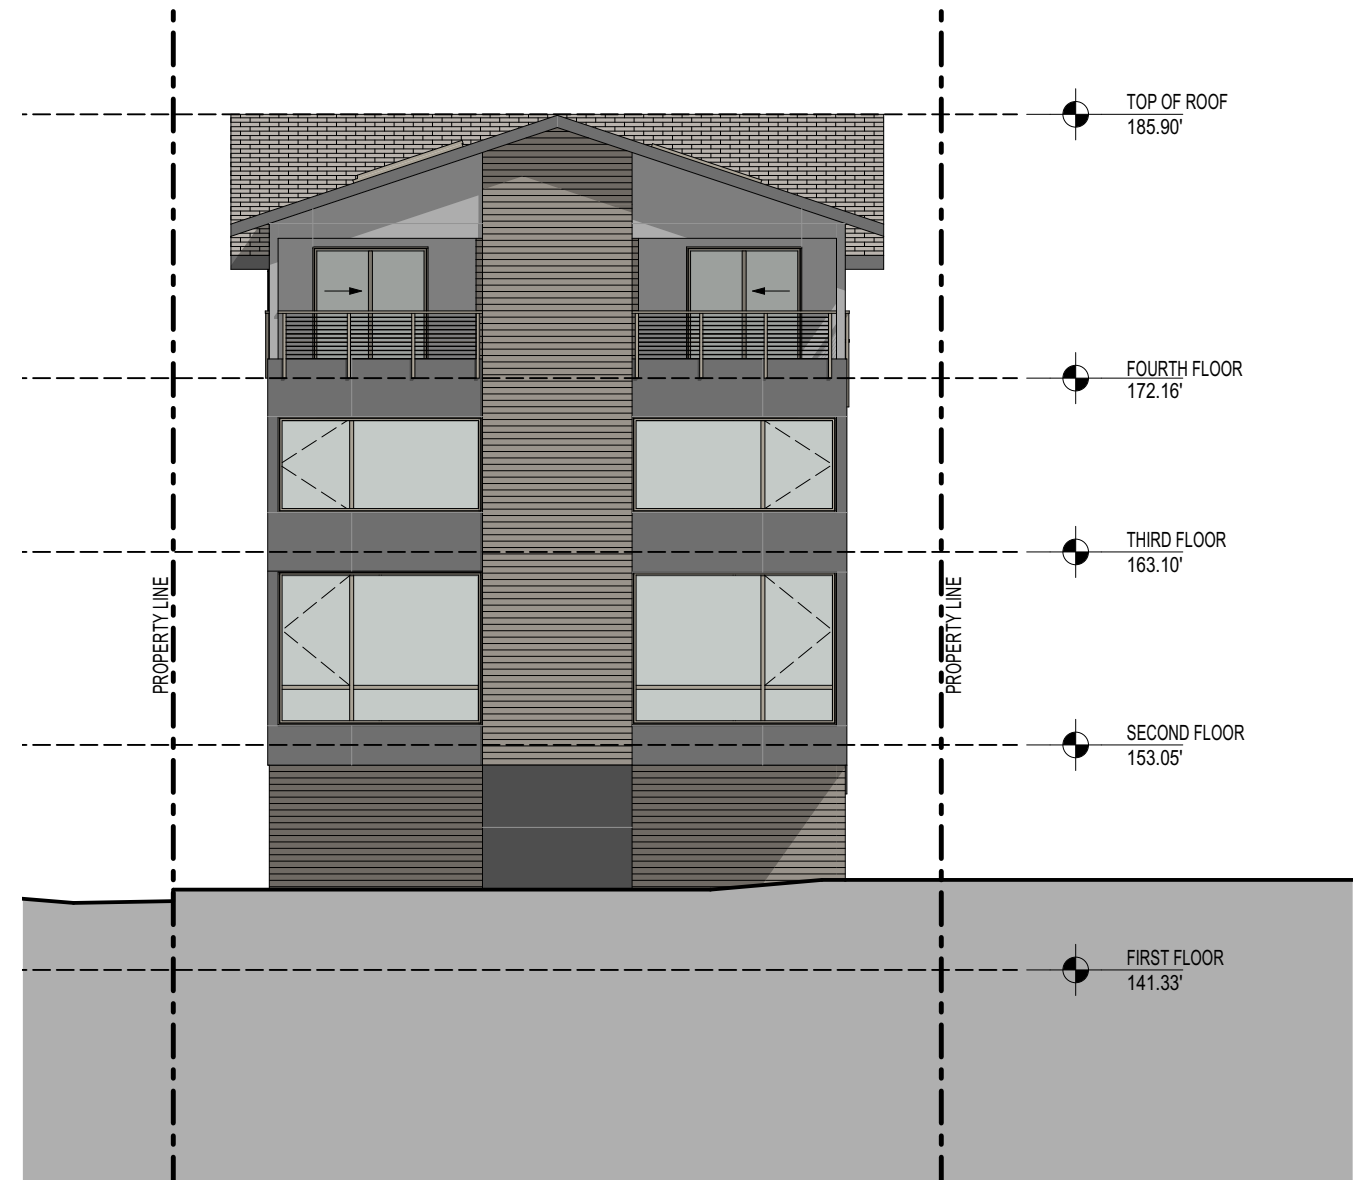 TOP OF ROOF
185.90'
FOURTH FLOOR
172.16'
THIRD FLOOR
163.10'
PROPERTY LINE
PROPERTY LINE
SECOND FLOOR
153.05'
FIRST FLOOR
141.33'